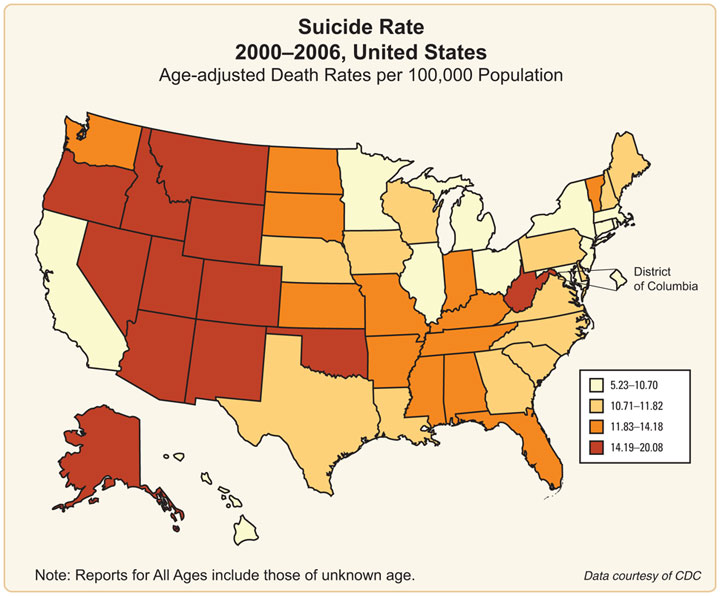 Suicide Rate
2000–2006, United States
Age-adjusted Death Rates per 100,000 Population
District
of Columbia
5.23–10.70
10.71–11.82
11.83–14.18
14.19–20.08
Note: Reports for All Ages include those of unknown age.
Data courtesy of CDC